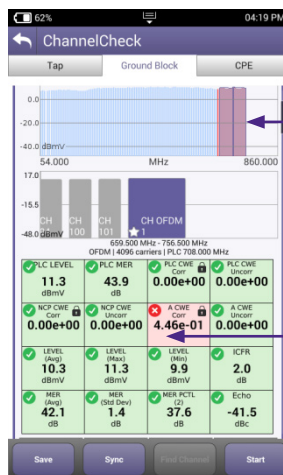 62% 04:19 PM
ChannelCheck
Tap Ground Block CPE
0.0
-20.0
-40.0 dBmV
54.000 MHz 860.000
17.0
-15.5
-48.0 dBmV
CH CH CH CH OFDM
100 101 1
659.500 MHz - 756.500 MHz
OFDM | 4096 carriers | PLC 708.000 MHz
PLC LEVEL PLC MER PLC CWE Corr PLC CWE Uncorr
11.3 43.9 0.00e+00 0.00e+00
dBmV dB
NCP CWE Corr NCP CWE Uncorr A CWE Corr A CWE Uncorr
0.00e+00 0.00e+00 4.46e-01 0.00e+00
LEVEL (Avg) LEVEL (Max) LEVEL (Min) ICFR
10.3 11.3 9.9 2.0
dBmV dBmV dBmV dB
MER (Avg) MER (Std Dev) MER PCTL (2) Echo
42.1 1.4 37.6 -41.5
dB dB dB dBc
Save Sync First Channel Start